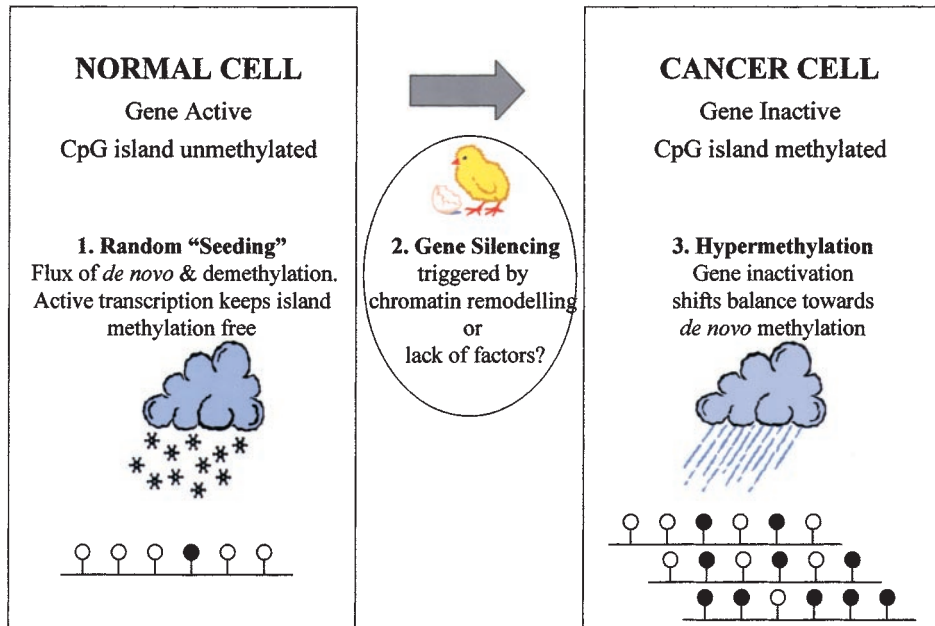 NORMAL CELL
Gene Active
CpG island unmethylated
1. Random “Seeding”
Flux of de novo & demethylation.
Active transcription keeps island
methylation free
2. Gene Silencing
triggered by
chromatin remodelling
or
lack of factors?
CANCER CELL
Gene Inactive
CpG island methylated
3. Hypermethylation
Gene inactivation
shifts balance towards
de novo methylation